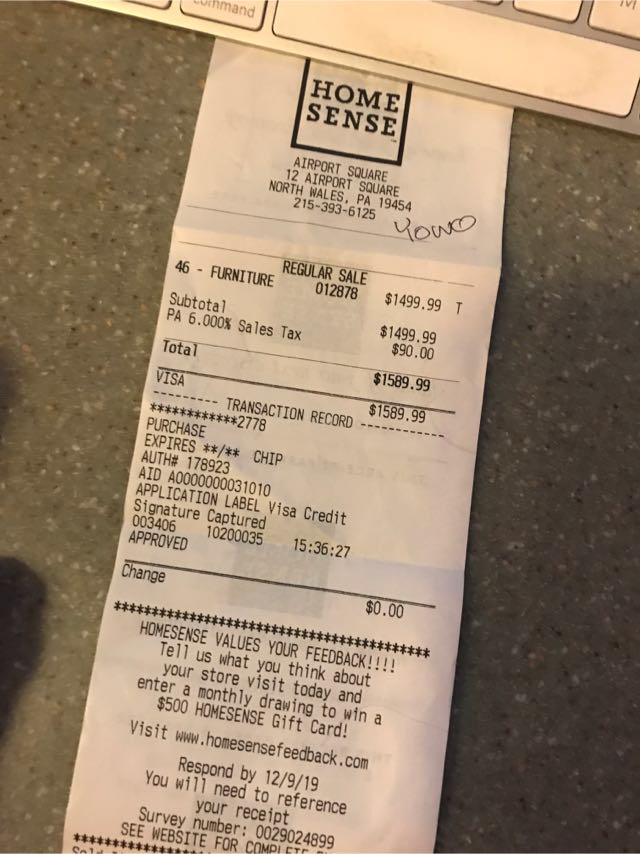 command
M
HOME
SENSE
AIRPORT SQUARE
12 AIRPORT SQUARE
NORTH WALES, PA 19454
215-393-6125
REGULAR SALE
46 - FURNITURE 012878 $1499.99 T
Subtotal $1499.99
PA 6.000% Sales Tax $90.00
Total $1589.99
VISA $1589.99
--------- TRANSACTION RECORD -----------
************2778
PURCHASE
EXPIRES **/** CHIP
AUTH# 178923
AID A0000000031010
APPLICATION LABEL Visa Credit
Signature Captured
003406 10200035 15:36:27
APPROVED
Change $0.00
****************************************
HOMESENSE VALUES YOUR FEEDBACK!!!!
Tell us what you think about
your store visit today and
enter a monthly drawing to win a
$500 HOMESENSE Gift Card!
Visit www.homesensefeedback.com
Respond by 12/9/19
You will need to reference
your receipt
Survey number: 0029024899
SEE WEBSITE FOR